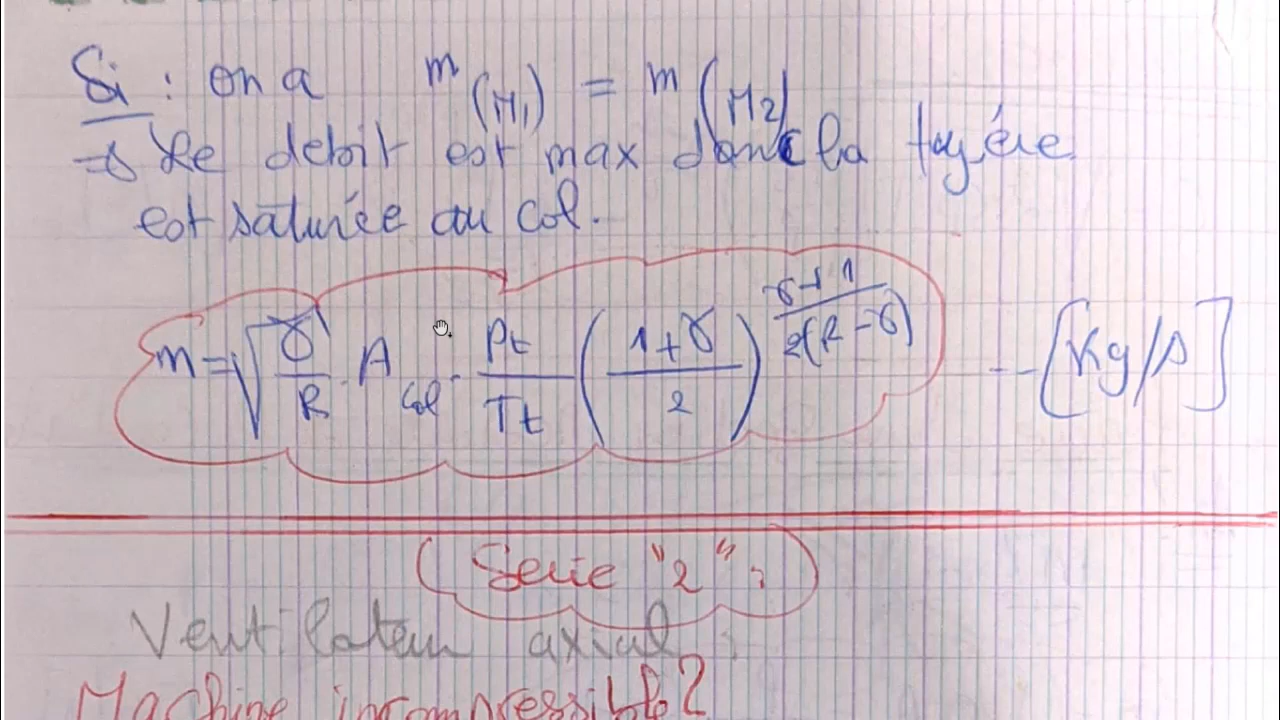 Si : on a m(M1) = m(M2)
⇒ Le debit est max donc la tuyére
est saturée au col.
m = √(γ/R) . A col . Pt/Tt ((1+γ)/2)^((γ+1)/(2(1-γ))) --- [Kg/s]
(Serie "2" :)
Ventilateur axial :
Machine incompressible?